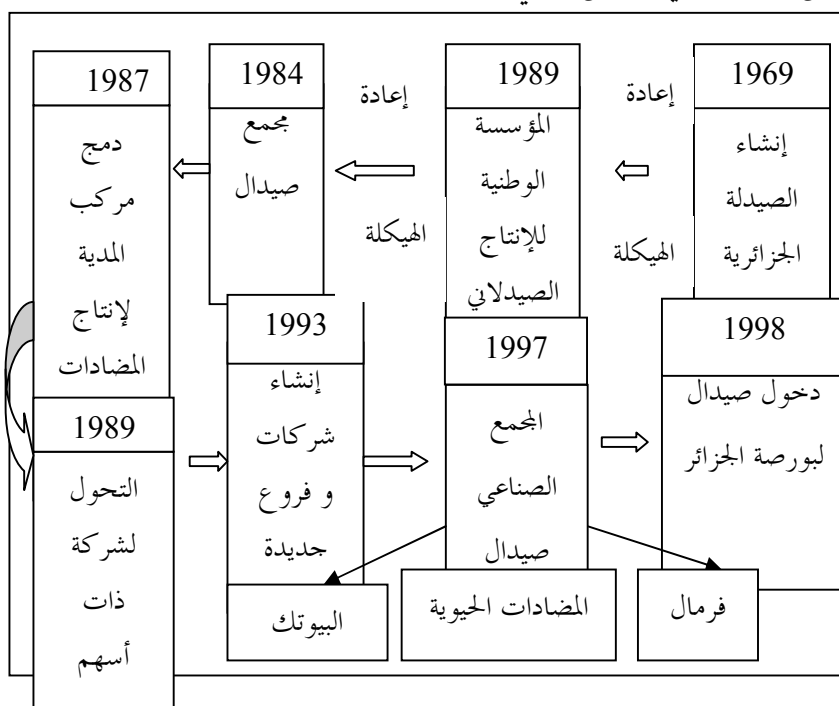 1969
إنشاء
الصيدلة
الجزائرية
إعادة
الهيكلة
1989
المؤسسة
الوطنية
للإنتاج
الصيدلاني
إعادة
الهيكلة
1984
مجمع
صيدال
1987
دمج
مركب
المدية
لإنتاج
المضادات
1989
التحول
لشركة
ذات
أسهم
1993
إنشاء
شركات
و فروع
جديدة
1997
المجمع
الصناعي
صيدال
1998
دخول صيدال
لبورصة الجزائر
البيوتك
المضادات الحيوية
فرمال